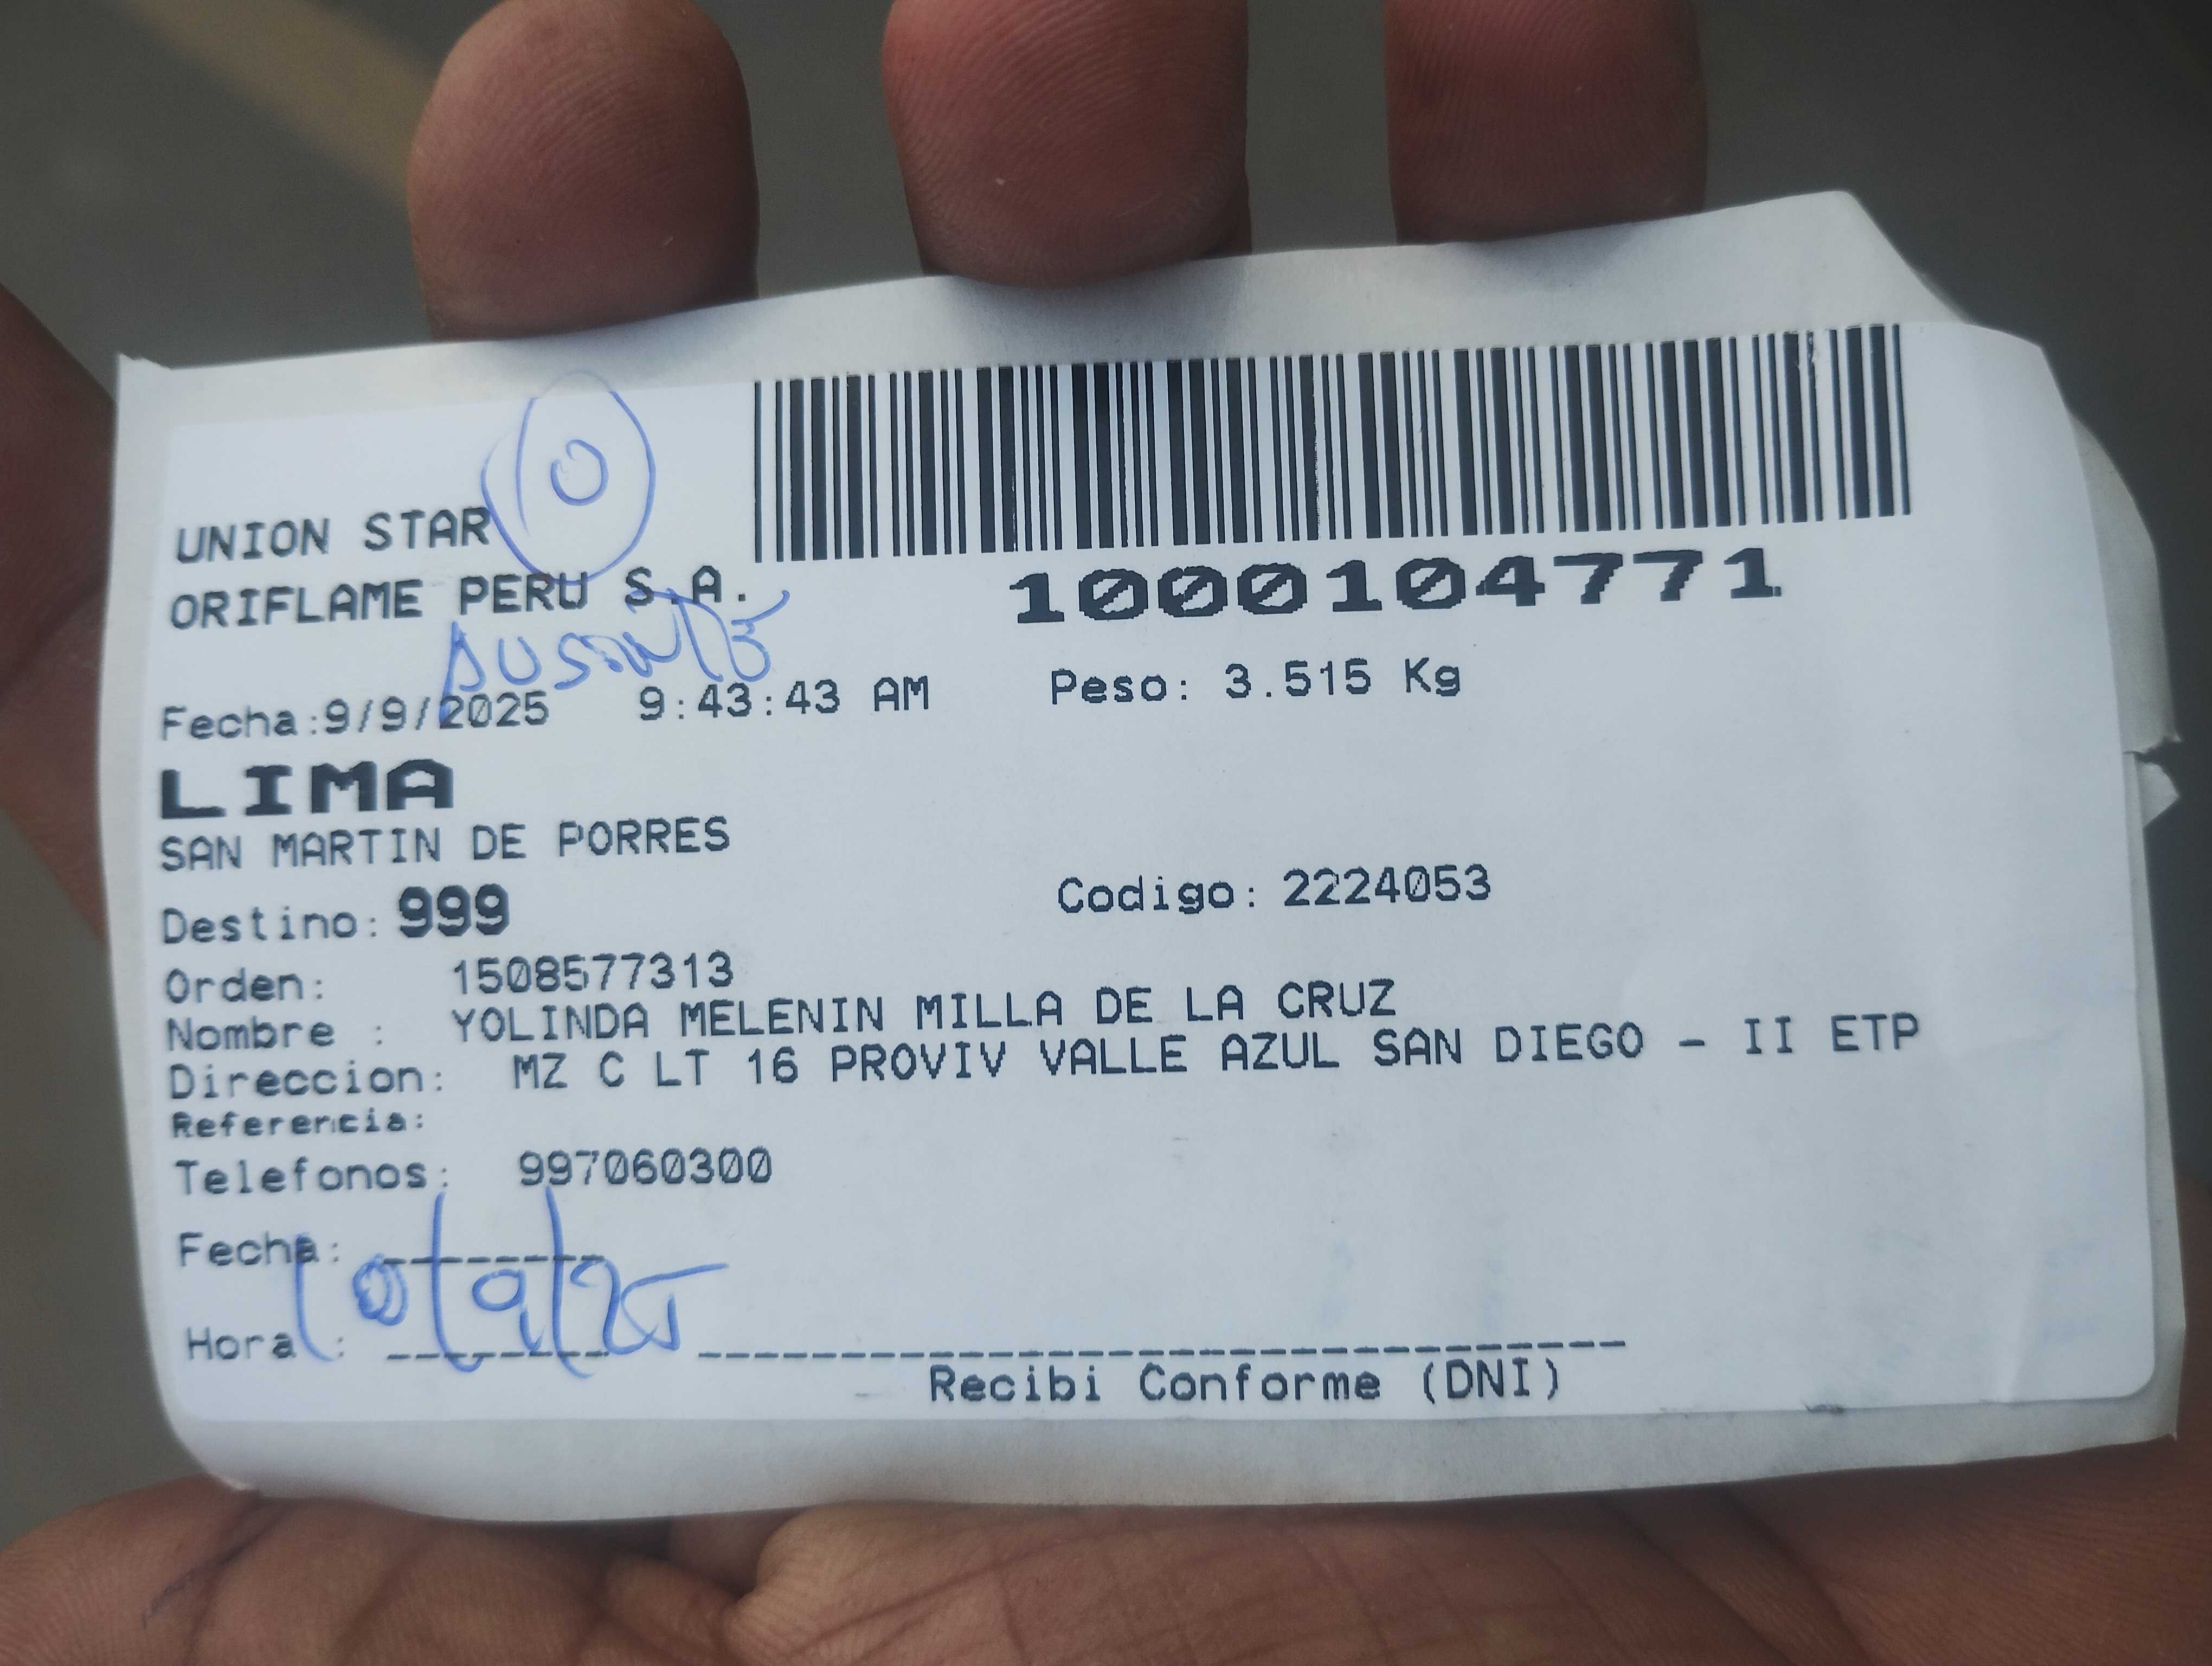 O
UNION STAR
ORIFLAME PERU S.A.
1000104771
AUSENTE
Fecha:9/9/2025 9:43:43 AM Peso: 3.515 Kg
LIMA
SAN MARTIN DE PORRES
Destino: 999 Codigo: 2224053
Orden: 1508577313
Nombre : YOLINDA MELENIN MILLA DE LA CRUZ
Direccion: MZ C LT 16 PROVIV VALLE AZUL SAN DIEGO - II ETP
Referencia:
Telefonos: 997060300
Fecha: ________
10/9/25
Hora : ________
Recibi Conforme (DNI)